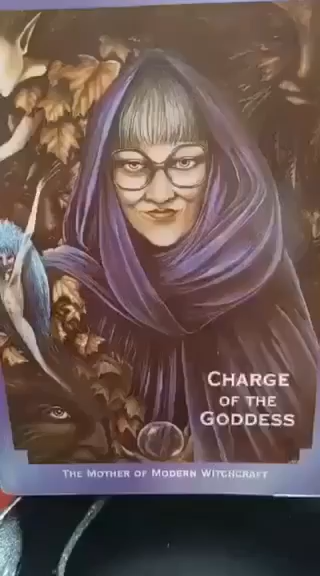 CHARGE
OF THE
GODDESS
THE MOTHER OF MODERN WITCHCRAFT